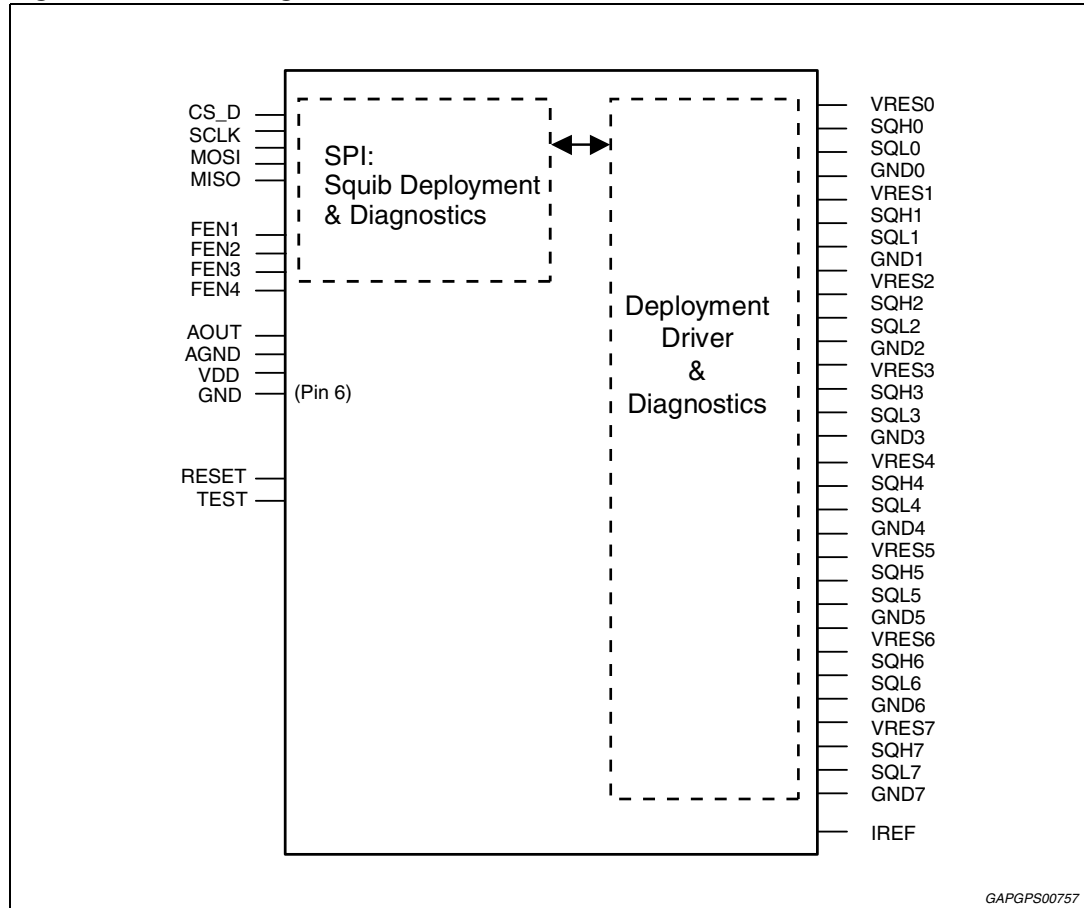 CS_D
SCLK
MOSI
MISO
FEN1
FEN2
FEN3
FEN4
AOUT
AGND
VDD
GND
(Pin 6)
RESET
TEST
SPI:
Squib Deployment
& Diagnostics
Deployment
Driver
&
Diagnostics
VRES0
SQH0
SQL0
GND0
VRES1
SQH1
SQL1
GND1
VRES2
SQH2
SQL2
GND2
VRES3
SQH3
SQL3
GND3
VRES4
SQH4
SQL4
GND4
VRES5
SQH5
SQL5
GND5
VRES6
SQH6
SQL6
GND6
VRES7
SQH7
SQL7
GND7
IREF
GAPGPS00757